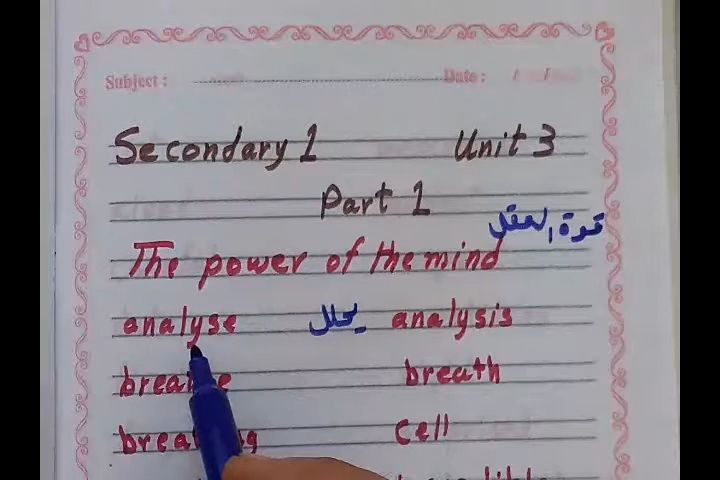 Subject : Date : / /
Secondary 1 Unit 3
Part 1
قوة العقل
The power of the mind
analyse يحلل analysis
breath
cell